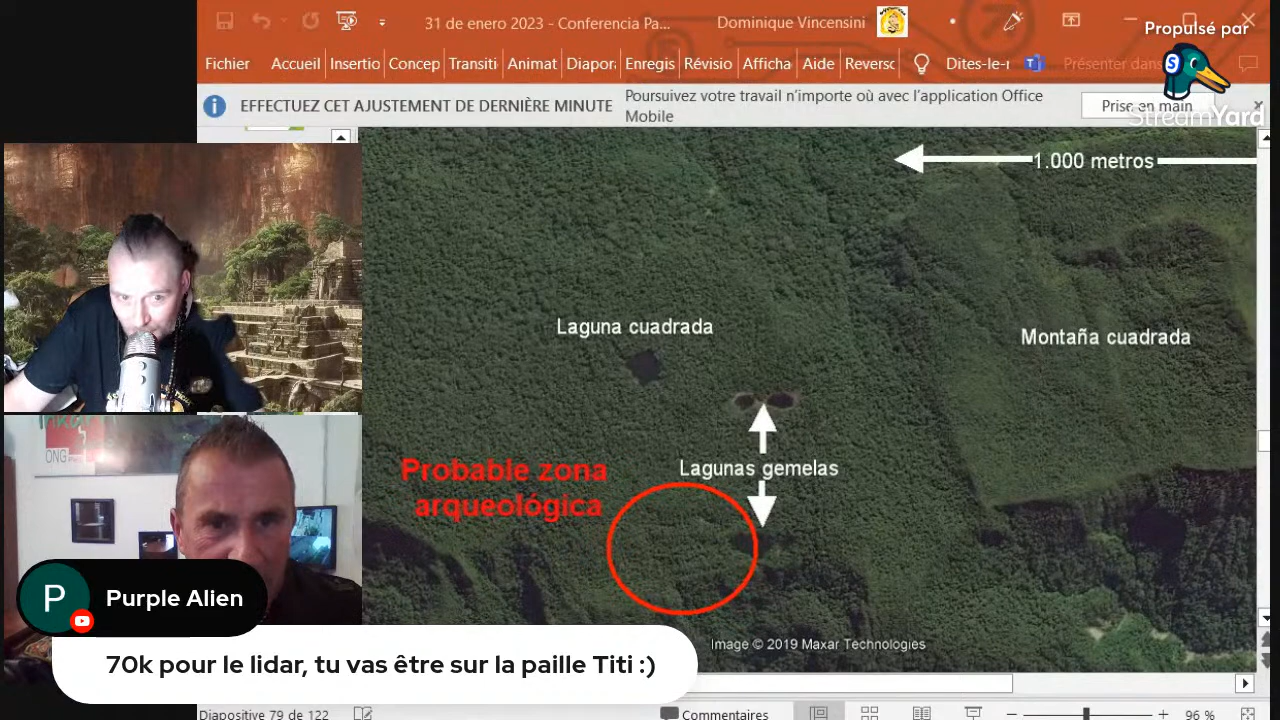 31 de enero 2023 - Conferencia Pa...
Dominique Vincensini
Propulsé par
StreamYard
Fichier Accueil Insertio Concep Transiti Animat Diapora Enregis Révisio Afficha Aide Reverso Dites-le-r Présenter dans
EFFECTUEZ CET AJUSTEMENT DE DERNIÈRE MINUTE
Poursuivez votre travail n'importe où avec l'application Office
Mobile
Prise en main
1.000 metros
Laguna cuadrada
Montaña cuadrada
Lagunas gemelas
Probable zona
arqueológica
ONG
P
Purple Alien
70k pour le lidar, tu vas être sur la paille Titi :)
Image © 2019 Maxar Technologies
Diapositive 79 de 122
Commentaires
96 %